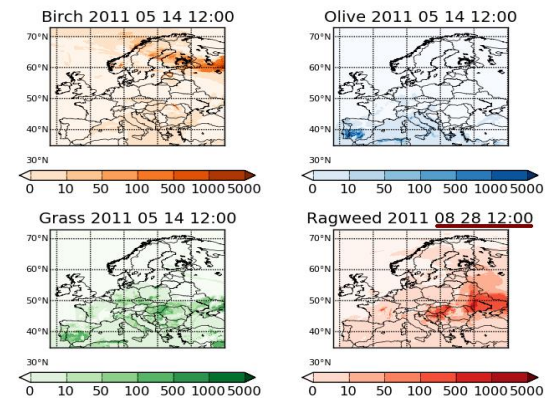 Birch 2011 05 14 12:00
70°N
60°N
50°N
40°N
30°N
0 10 50 100 500 1000 5000
Olive 2011 05 14 12:00
70°N
60°N
50°N
40°N
30°N
0 10 50 100 500 1000 5000
Grass 2011 05 14 12:00
70°N
60°N
50°N
40°N
30°N
0 10 50 100 500 1000 5000
Ragweed 2011 08 28 12:00
70°N
60°N
50°N
40°N
30°N
0 10 50 100 500 1000 5000